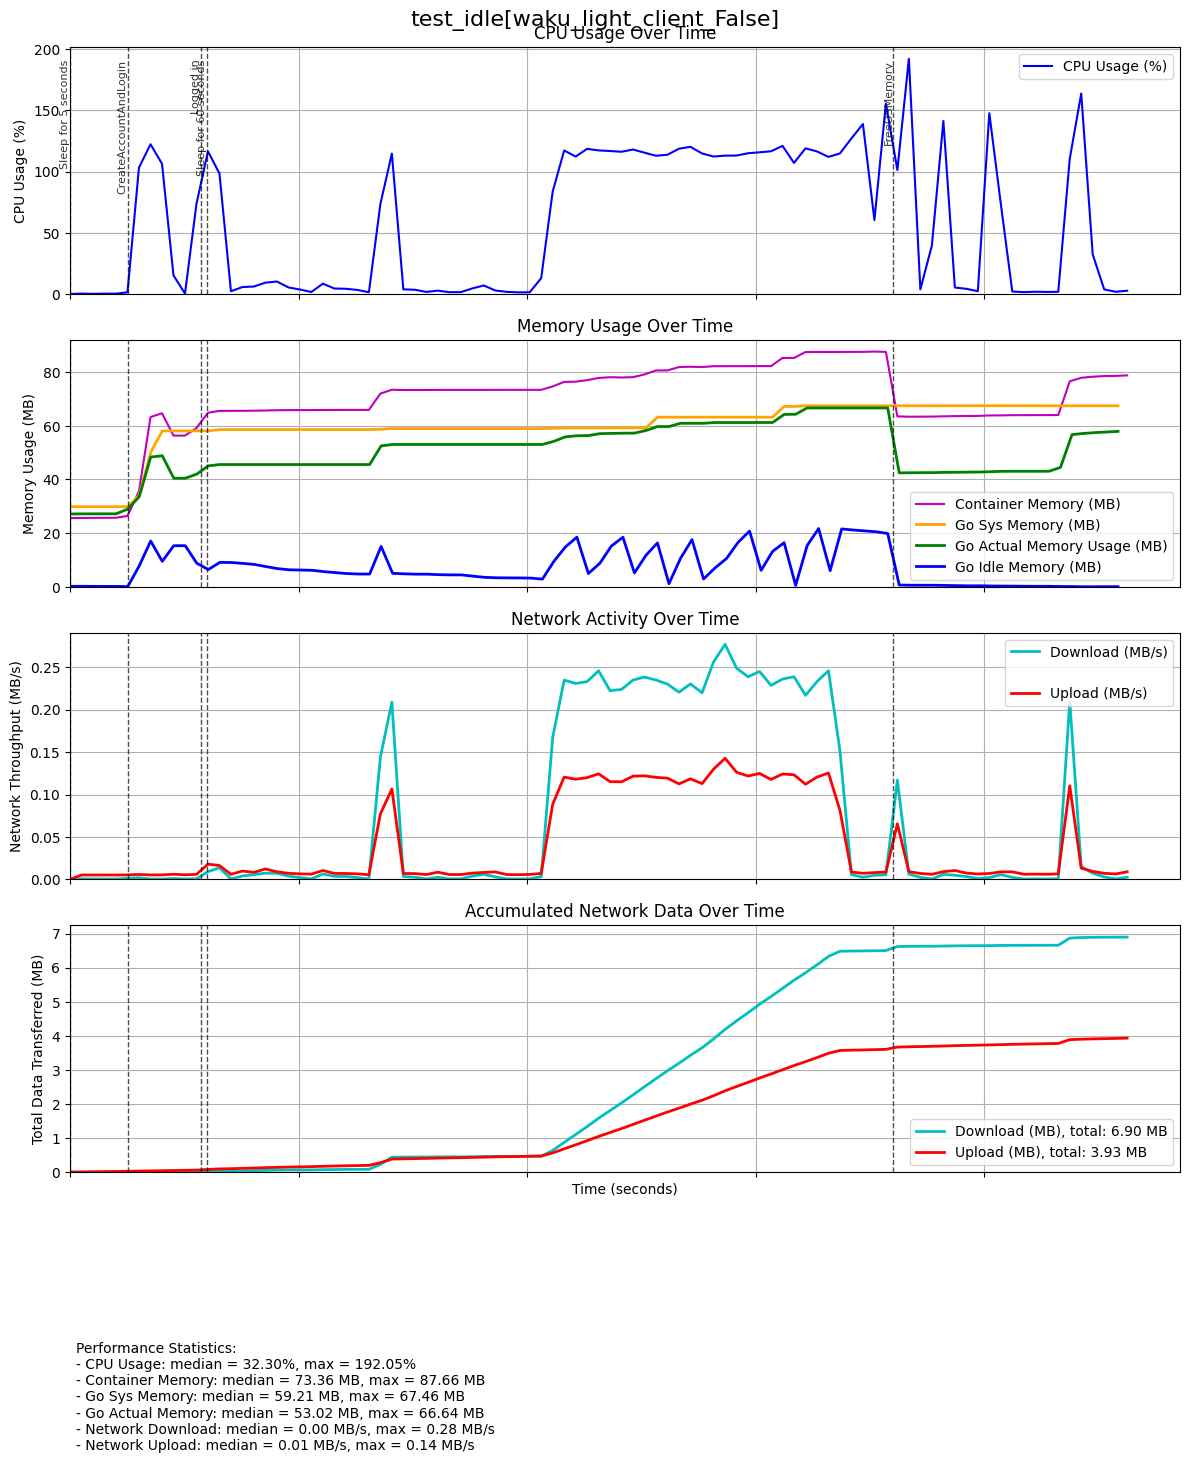 test_idle[waku_light_client_False]
CPU Usage Over Time
CPU Usage (%)
200
150
100
50
0
Sleep for 5 seconds
CreateAccountAndLogin
Logged in
Sleep for 60 seconds
FreeOSMemory
CPU Usage (%)
Memory Usage Over Time
Memory Usage (MB)
80
60
40
20
0
Container Memory (MB)
Go Sys Memory (MB)
Go Actual Memory Usage (MB)
Go Idle Memory (MB)
Network Activity Over Time
Network Throughput (MB/s)
0.25
0.20
0.15
0.10
0.05
0.00
Download (MB/s)
Upload (MB/s)
Accumulated Network Data Over Time
Total Data Transferred (MB)
7
6
5
4
3
2
1
0
Download (MB), total: 6.90 MB
Upload (MB), total: 3.93 MB
Time (seconds)
Performance Statistics:
- CPU Usage: median = 32.30%, max = 192.05%
- Container Memory: median = 73.36 MB, max = 87.66 MB
- Go Sys Memory: median = 59.21 MB, max = 67.46 MB
- Go Actual Memory: median = 53.02 MB, max = 66.64 MB
- Network Download: median = 0.00 MB/s, max = 0.28 MB/s
- Network Upload: median = 0.01 MB/s, max = 0.14 MB/s